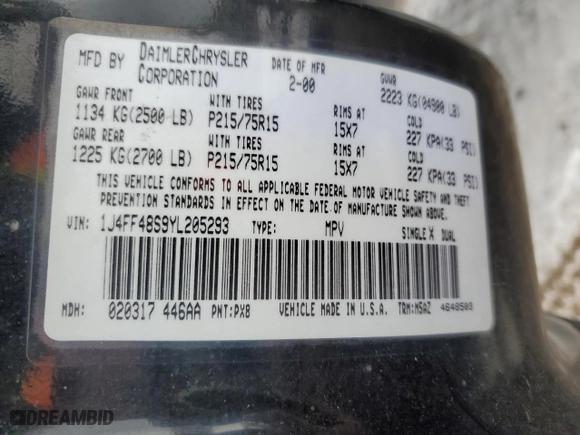 MFD BY DAIMLERCHRYSLER CORPORATION DATE OF MFR 2-00 GVWR 2223 KG(04900 LB)
GAWR FRONT WITH TIRES RIMS AT COLD
1134 KG(2500 LB) P215/75R15 15X7 227 KPA(33 PSI)
GAWR REAR WITH TIRES RIMS AT COLD
1225 KG(2700 LB) P215/75R15 15X7 227 KPA(33 PSI)
THIS VEHICLE CONFORMS TO ALL APPLICABLE FEDERAL MOTOR VEHICLE SAFETY AND THEFT
PREVENTION STANDARDS IN EFFECT ON THE DATE OF MANUFACTURE SHOWN ABOVE.
VIN: 1J4FF48S9YL205293 TYPE: MPV SINGLE X DUAL
MDH: 020317 446AA PNT:PX8 VEHICLE MADE IN U.S.A. TRM:M5AZ 4648503
DREAMBID